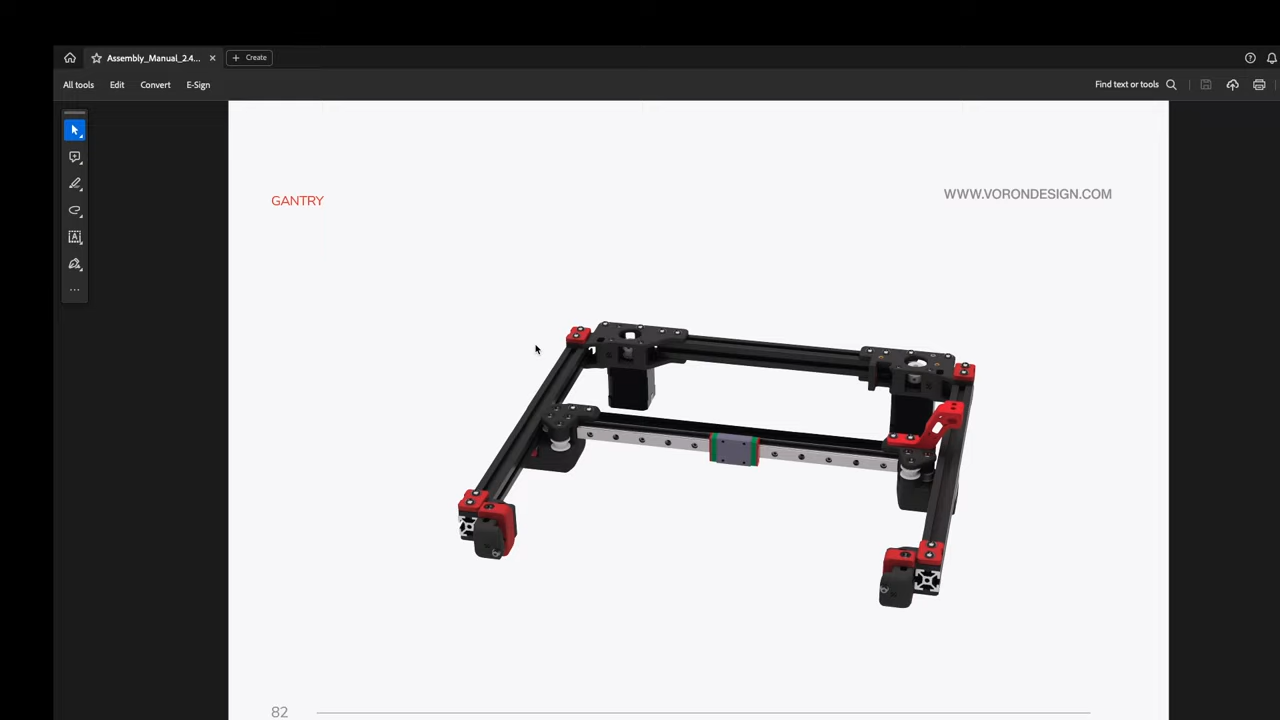 Assembly_Manual_2.4...
Create
All tools
Edit
Convert
E-Sign
Find text or tools
GANTRY
WWW.VORONDESIGN.COM
82